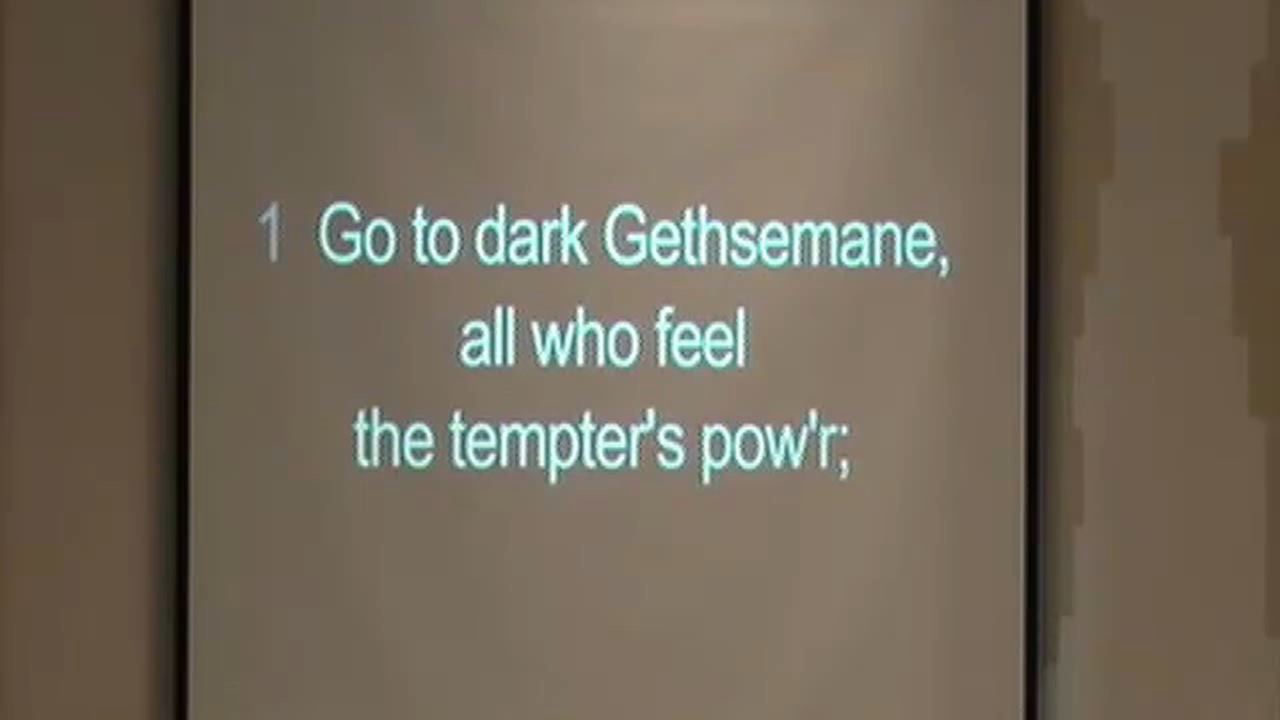 1 Go to dark Gethsemane,
all who feel
the tempter's pow'r;